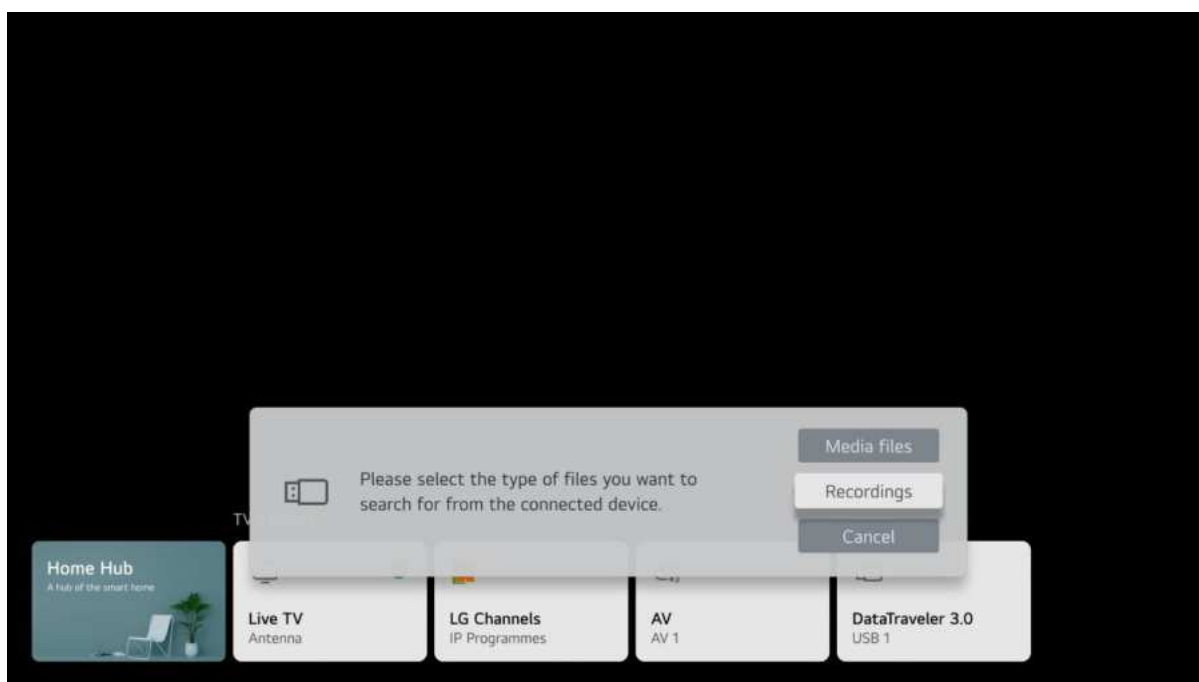 Media files
Please select the type of files you want to
search for from the connected device.
Recordings
Cancel
Home Hub
A hub of the smart home
Live TV
Antenna
LG Channels
IP Programmes
AV
AV 1
DataTraveler 3.0
USB 1